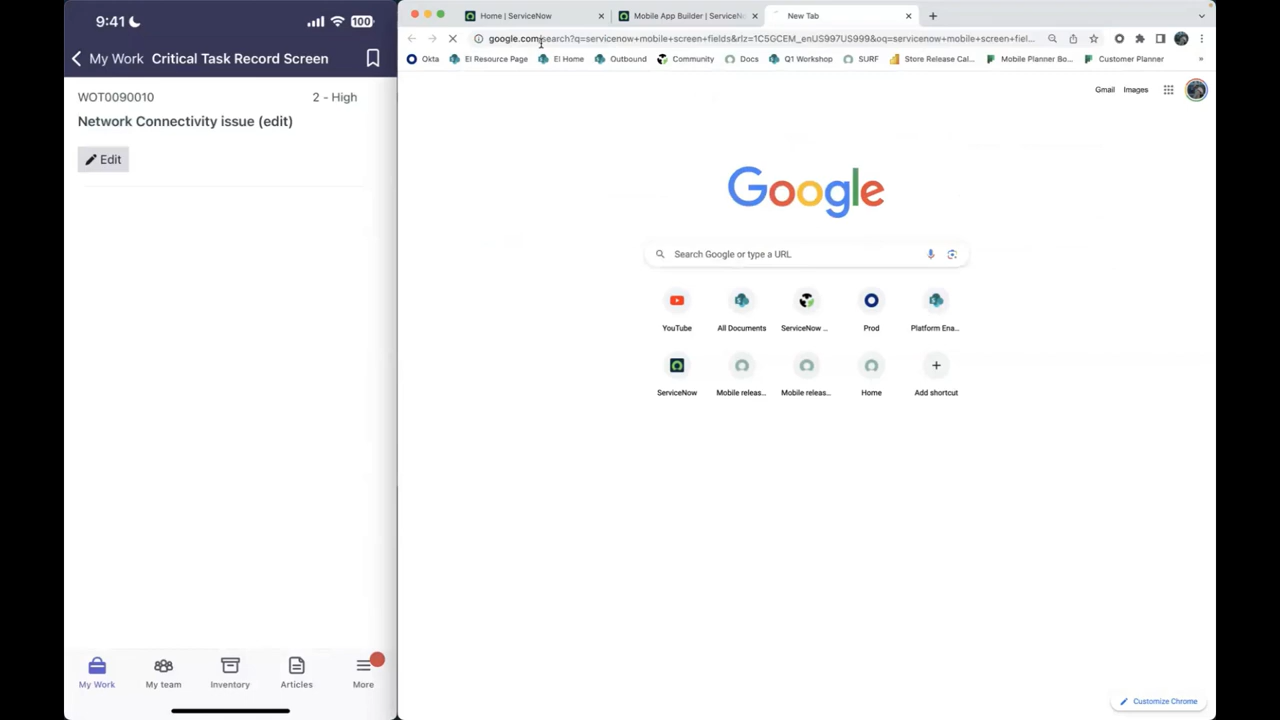 9:41
100
My Work
Critical Task Record Screen
WOT0090010
2 - High
Network Connectivity issue (edit)
Edit
My Work
My team
Inventory
Articles
More
Home | ServiceNow
Mobile App Builder | ServiceN
New Tab
google.com/search?q=servicenow+mobile+screen+fields&rlz=1C5GCEM_enUS997US999&oq=servicenow+mobile+screen+fiel...
Okta
EI Resource Page
EI Home
Outbound
Community
Docs
Q1 Workshop
SURF
Store Release Cal...
Mobile Planner Bo...
Customer Planner
»
Gmail
Images
Google
Search Google or type a URL
YouTube
All Documents
ServiceNow ...
Prod
Platform Ena...
ServiceNow
Mobile releas...
Mobile releas...
Home
Add shortcut
Customize Chrome